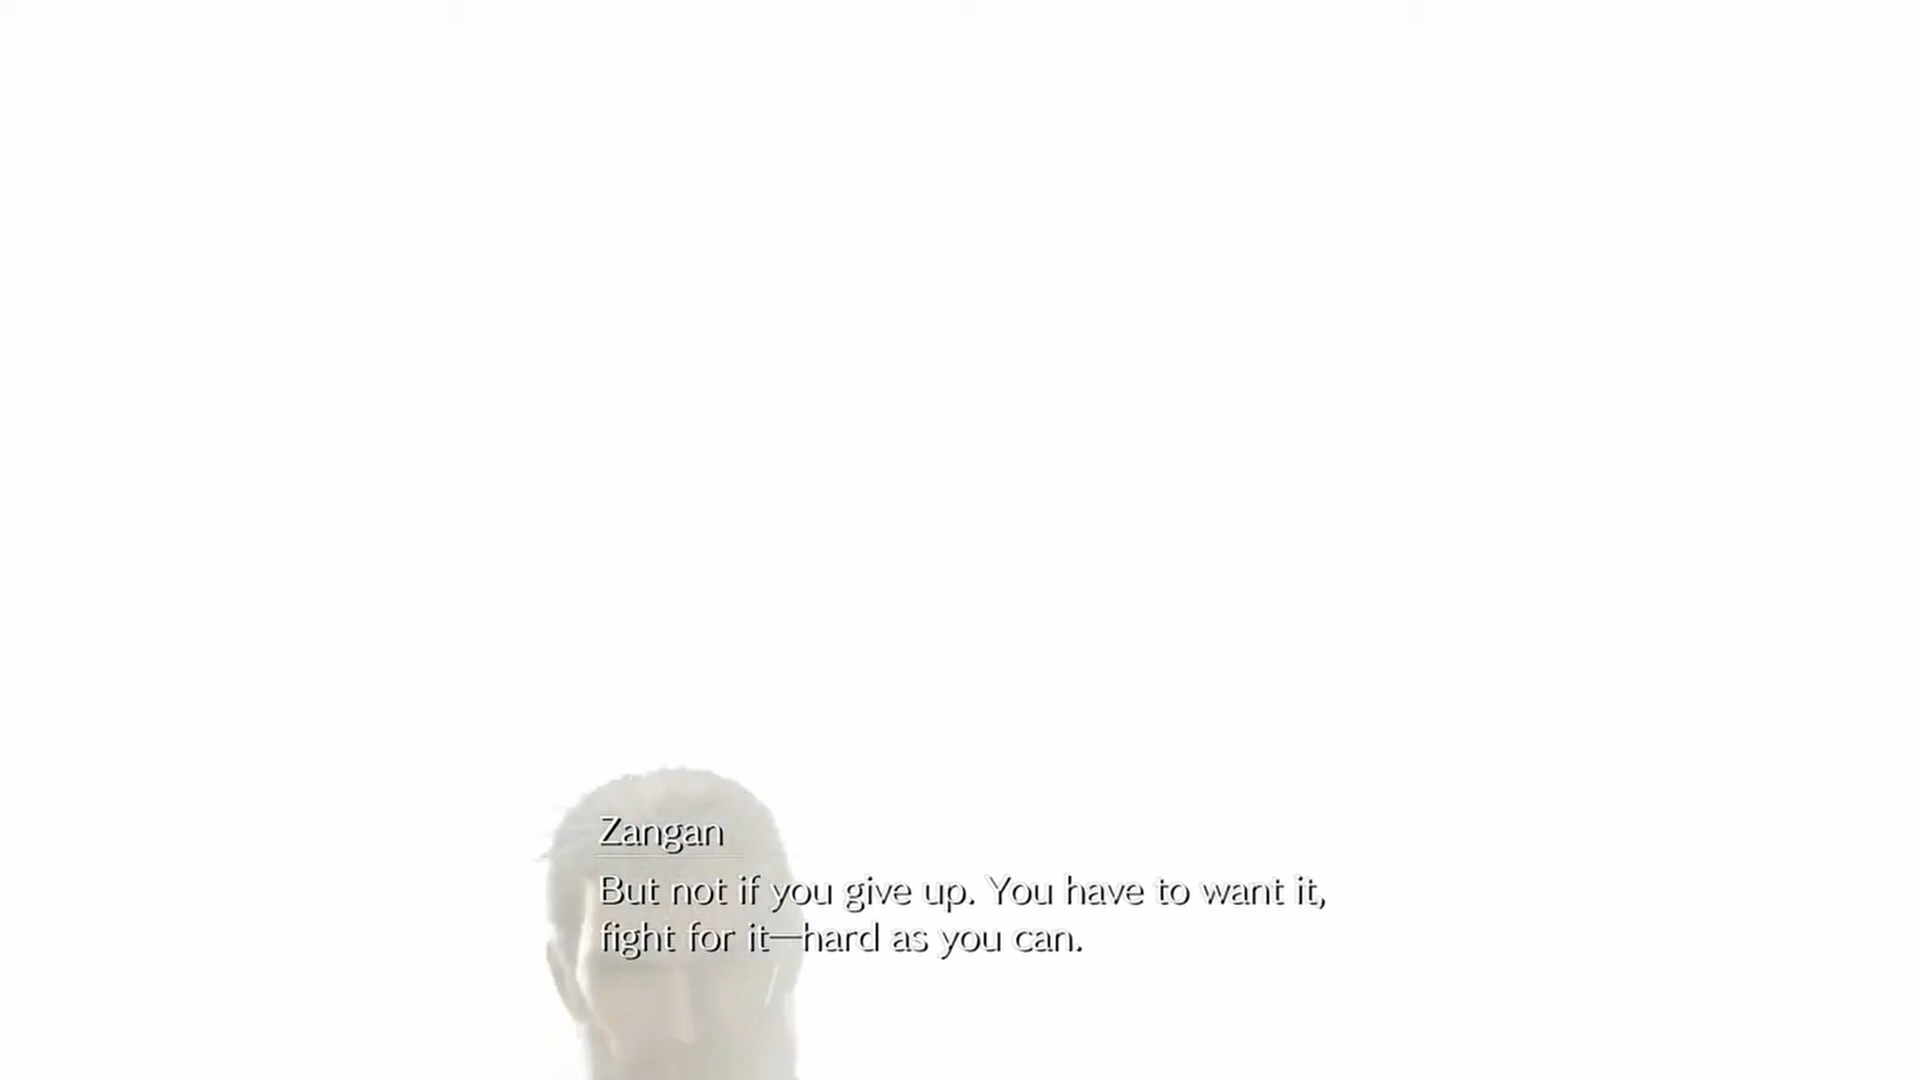 Zangan
But not if you give up. You have to want it,
fight for it—hard as you can.